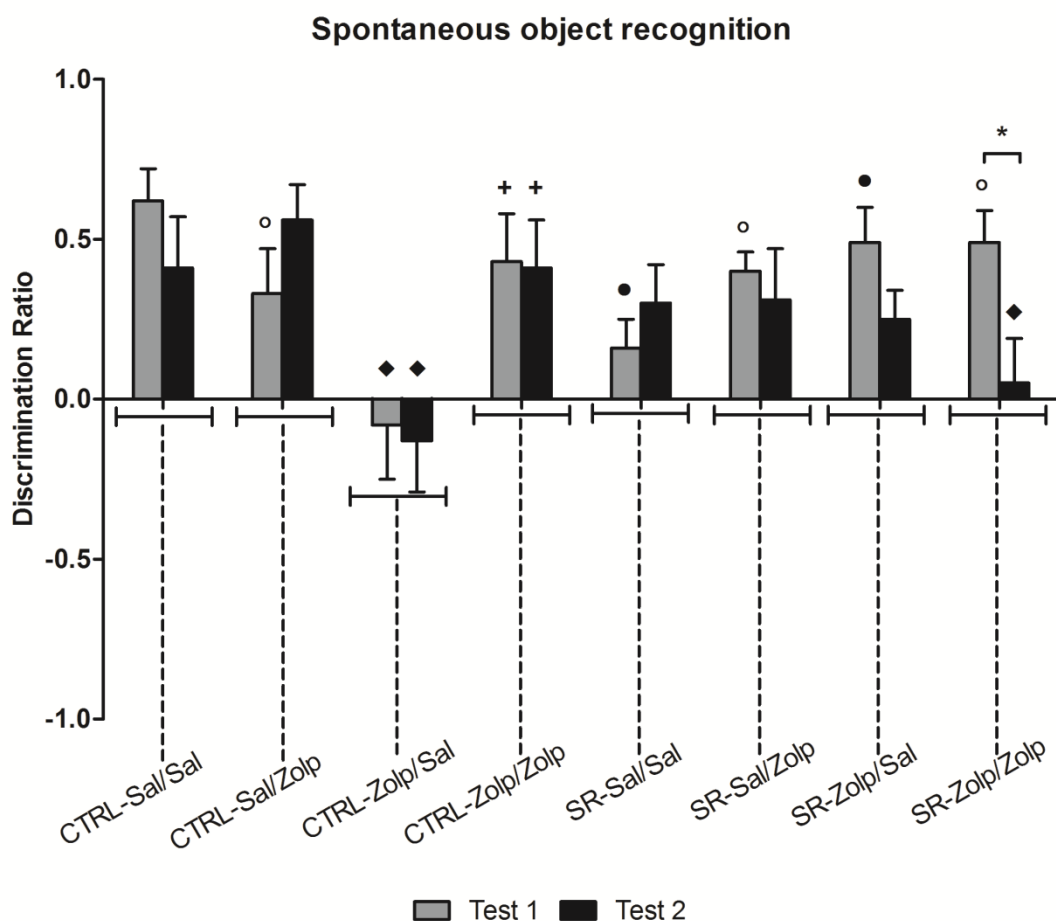 Spontaneous object recognition
Discrimination Ratio
1.0
0.5
0.0
-0.5
-1.0
+ +
*
CTRL-Sal/Sal
CTRL-Sal/Zolp
CTRL-Zolp/Sal
CTRL-Zolp/Zolp
SR-Sal/Sal
SR-Sal/Zolp
SR-Zolp/Sal
SR-Zolp/Zolp
Test 1 Test 2